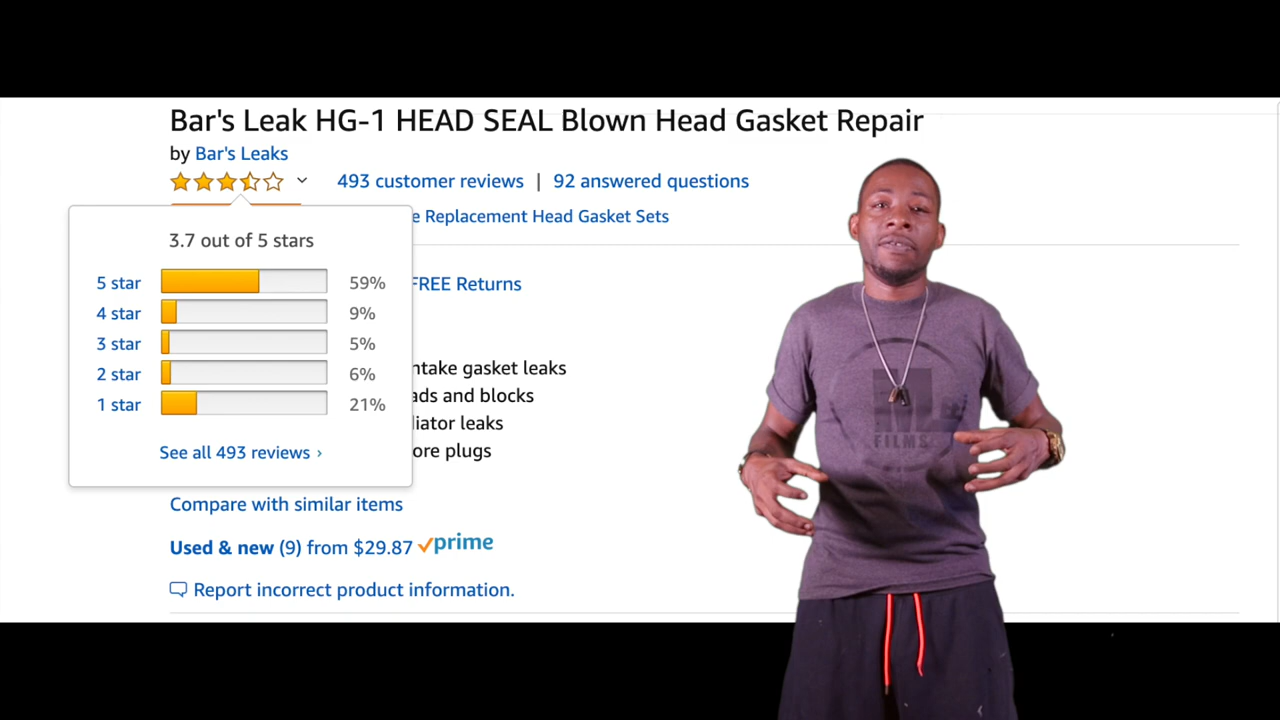 Bar's Leak HG-1 HEAD SEAL Blown Head Gasket Repair
by Bar's Leaks
493 customer reviews | 92 answered questions
e Replacement Head Gasket Sets
3.7 out of 5 stars
5 star 59%
4 star 9%
3 star 5%
2 star 6%
1 star 21%
See all 493 reviews ›
FREE Returns
ntake gasket leaks
ads and blocks
liator leaks
ore plugs
Compare with similar items
Used & new (9) from $29.87 prime
Report incorrect product information.
FILMS